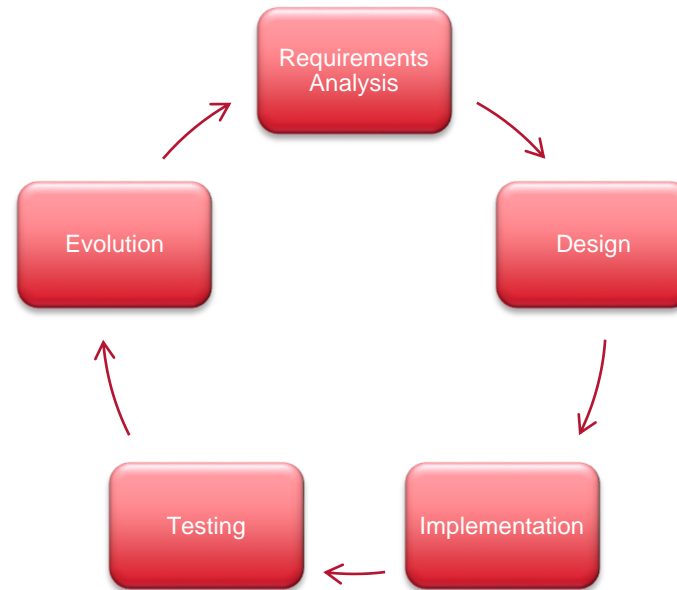 Requirements
Analysis
Design
Implementation
Testing
Evolution